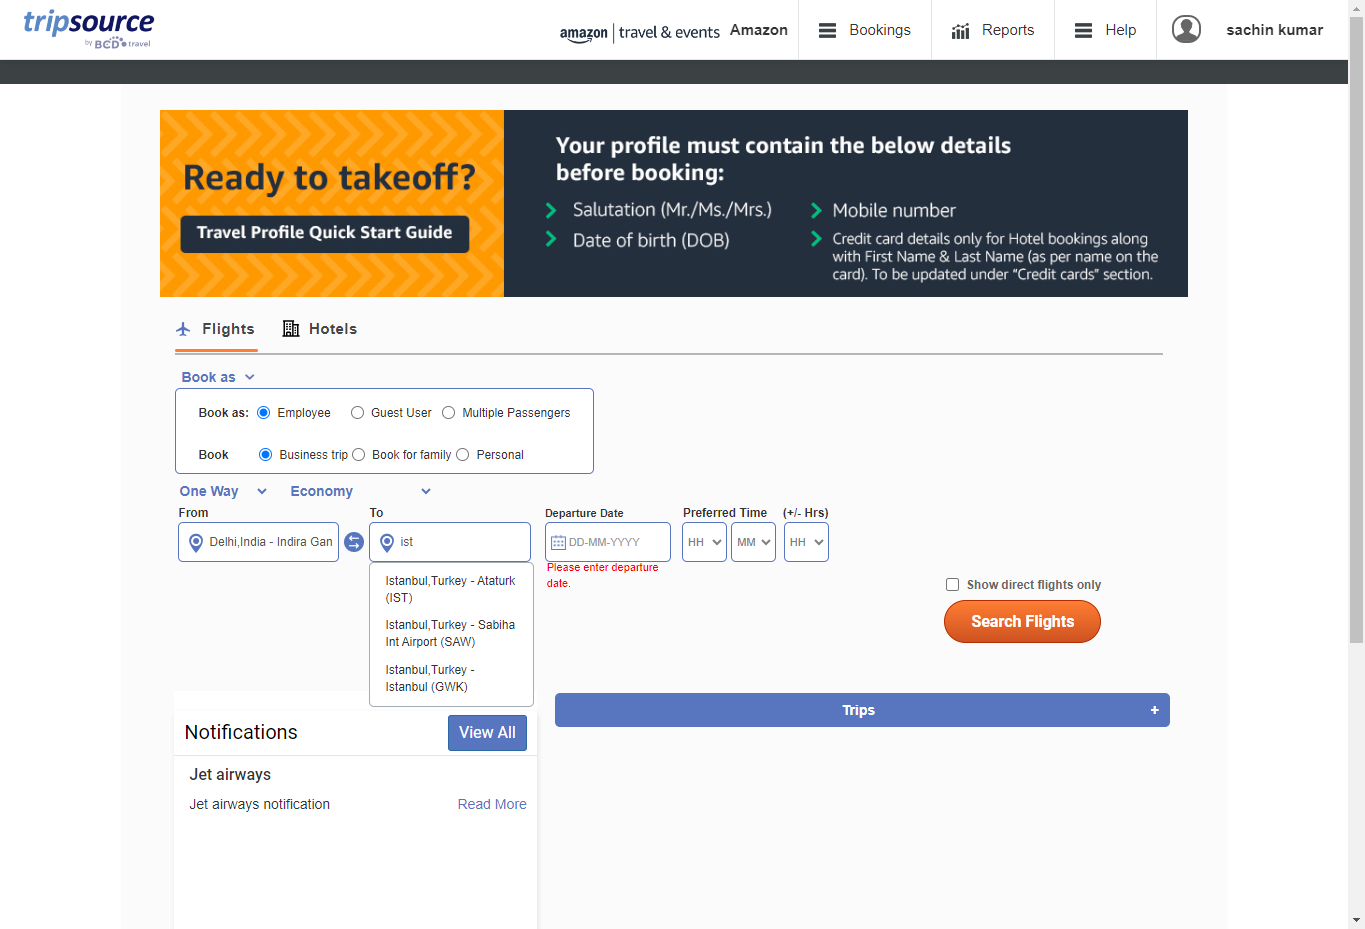 tripsource
by BCD travel
amazon | travel & events Amazon
Bookings
Reports
Help
sachin kumar
Ready to takeoff?
Travel Profile Quick Start Guide
Your profile must contain the below details
before booking:
Salutation (Mr./Ms./Mrs.)
Date of birth (DOB)
Mobile number
Credit card details only for Hotel bookings along
with First Name & Last Name (as per name on the
card). To be updated under “Credit cards” section.
Flights
Hotels
Book as
Book as: Employee Guest User Multiple Passengers
Book Business trip Book for family Personal
One Way Economy
From To Departure Date Preferred Time (+/- Hrs)
Delhi,India - Indira Gan ist DD-MM-YYYY HH MM HH
Please enter departure
date.
Istanbul,Turkey - Ataturk
(IST)
Istanbul,Turkey - Sabiha
Int Airport (SAW)
Istanbul,Turkey -
Istanbul (GWK)
Show direct flights only
Search Flights
Notifications View All
Jet airways
Jet airways notification Read More
Trips +